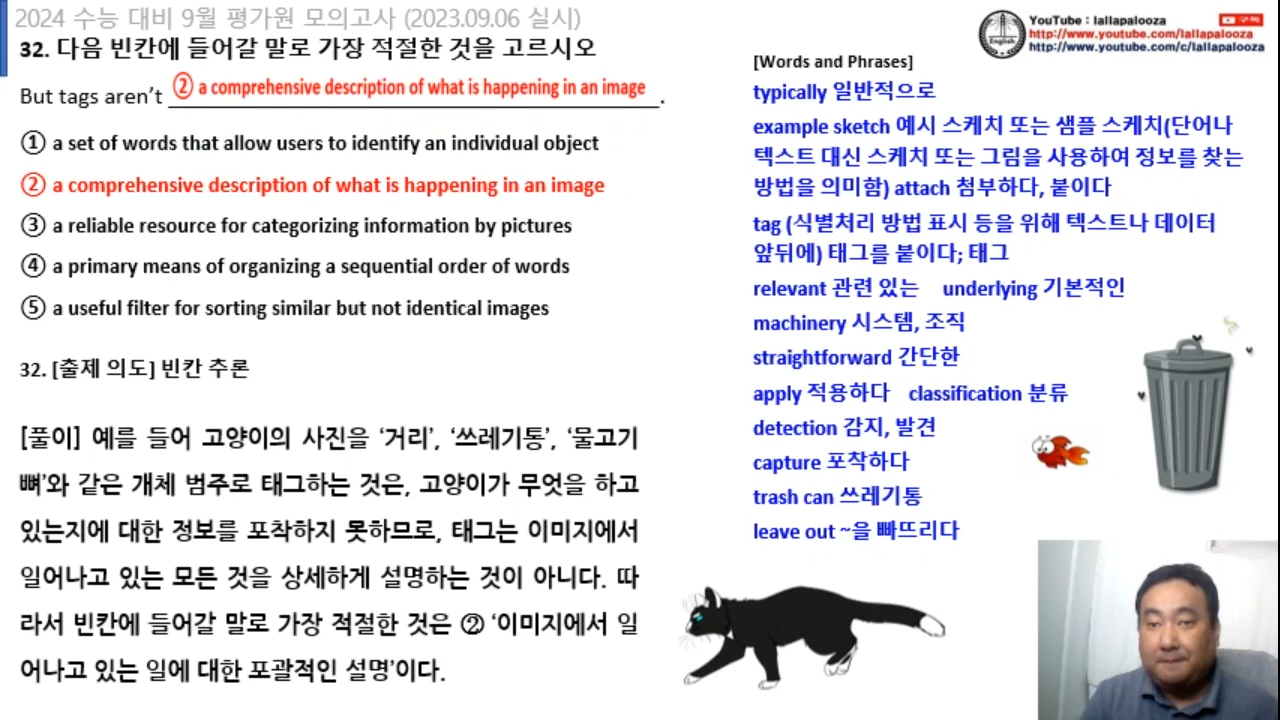 2024 수능 대비 9월 평가원 모의고사 (2023.09.06 실시)
32. 다음 빈칸에 들어갈 말로 가장 적절한 것을 고르시오
But tags aren't ② a comprehensive description of what is happening in an image.
① a set of words that allow users to identify an individual object
② a comprehensive description of what is happening in an image
③ a reliable resource for categorizing information by pictures
④ a primary means of organizing a sequential order of words
⑤ a useful filter for sorting similar but not identical images
32. [출제 의도] 빈칸 추론
[풀이] 예를 들어 고양이의 사진을 ‘거리’, ‘쓰레기통’, ‘물고기
뼈’와 같은 개체 범주로 태그하는 것은, 고양이가 무엇을 하고
있는지에 대한 정보를 포착하지 못하므로, 태그는 이미지에서
일어나고 있는 모든 것을 상세하게 설명하는 것이 아니다. 따
라서 빈칸에 들어갈 말로 가장 적절한 것은 ② ‘이미지에서 일
어나고 있는 일에 대한 포괄적인 설명’이다.
YouTube : lallapalooza
구독
http://www.youtube.com/lallapalooza
http://www.youtube.com/c/lallapalooza
English
[Words and Phrases]
typically 일반적으로
example sketch 예시 스케치 또는 샘플 스케치(단어나
텍스트 대신 스케치 또는 그림을 사용하여 정보를 찾는
방법을 의미함) attach 첨부하다, 붙이다
tag (식별처리 방법 표시 등을 위해 텍스트나 데이터
앞뒤에) 태그를 붙이다; 태그
relevant 관련 있는 underlying 기본적인
machinery 시스템, 조직
straightforward 간단한
apply 적용하다 classification 분류
detection 감지, 발견
capture 포착하다
trash can 쓰레기통
leave out ~을 빠뜨리다